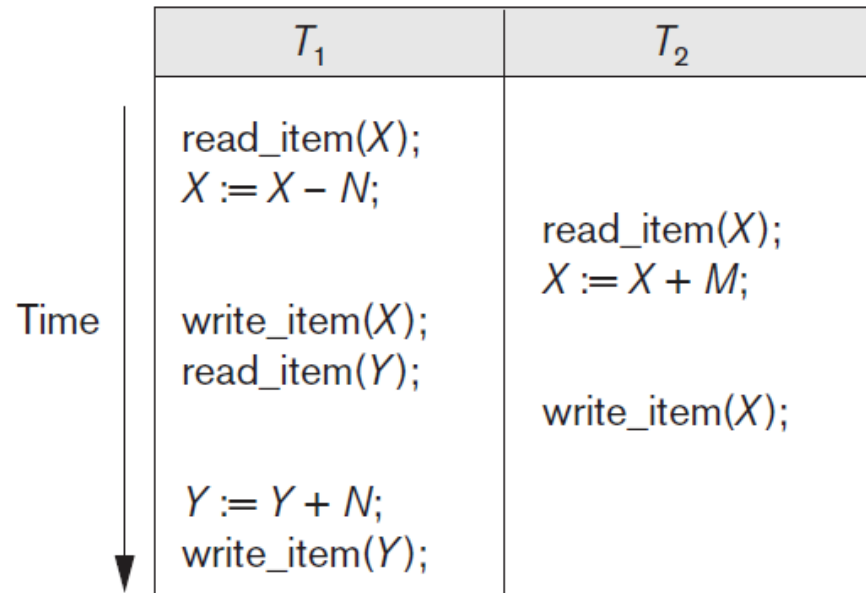 T₁
T₂
read_item(X);
X := X – N;
read_item(X);
X := X + M;
Time
write_item(X);
read_item(Y);
write_item(X);
Y := Y + N;
write_item(Y);